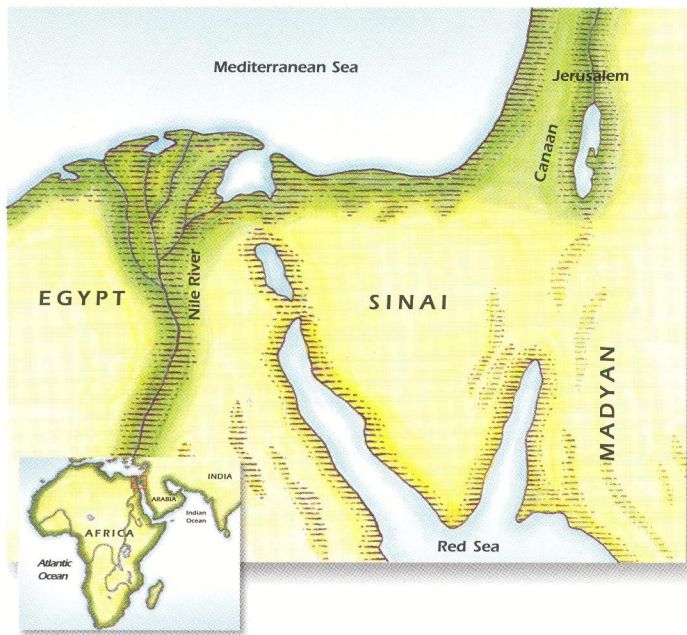 Mediterranean Sea
Jerusalem
Canaan
Nile River
EGYPT
SINAI
MADYAN
Red Sea
INDIA
ARABIA
Indian
Ocean
AFRICA
Atlantic
Ocean